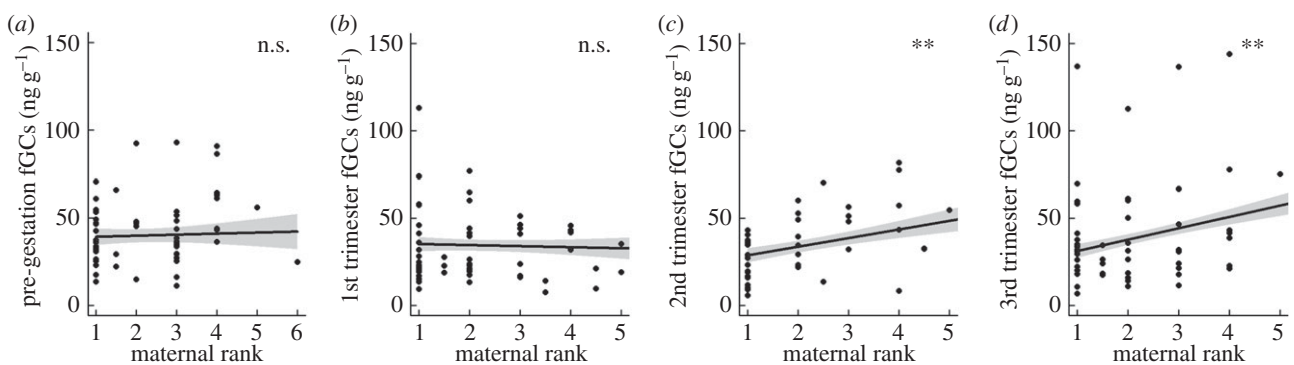 (a)
pre-gestation fGCs (ng g⁻¹)
150
100
50
0
n.s.
1 2 3 4 5 6
maternal rank
(b)
1st trimester fGCs (ng g⁻¹)
150
100
50
0
n.s.
1 2 3 4 5
maternal rank
(c)
2nd trimester fGCs (ng g⁻¹)
150
100
50
0
**
1 2 3 4 5
maternal rank
(d)
3rd trimester fGCs (ng g⁻¹)
150
100
50
0
**
1 2 3 4 5
maternal rank